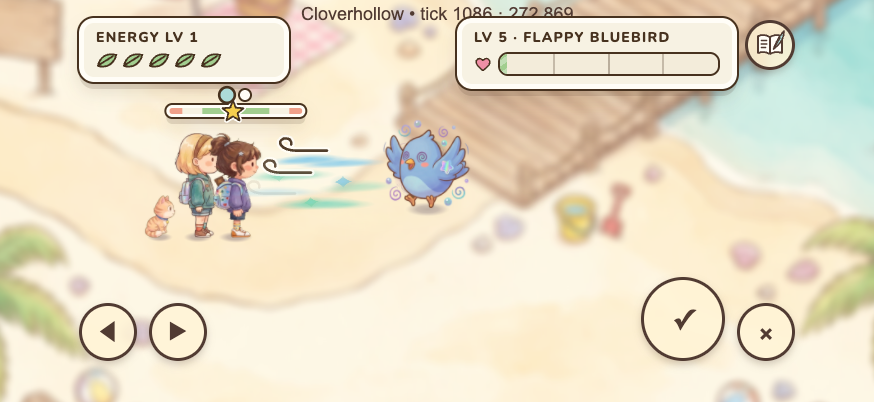 Cloverhollow • tick 1086 · 272,869
ENERGY LV 1
LV 5 · FLAPPY BLUEBIRD